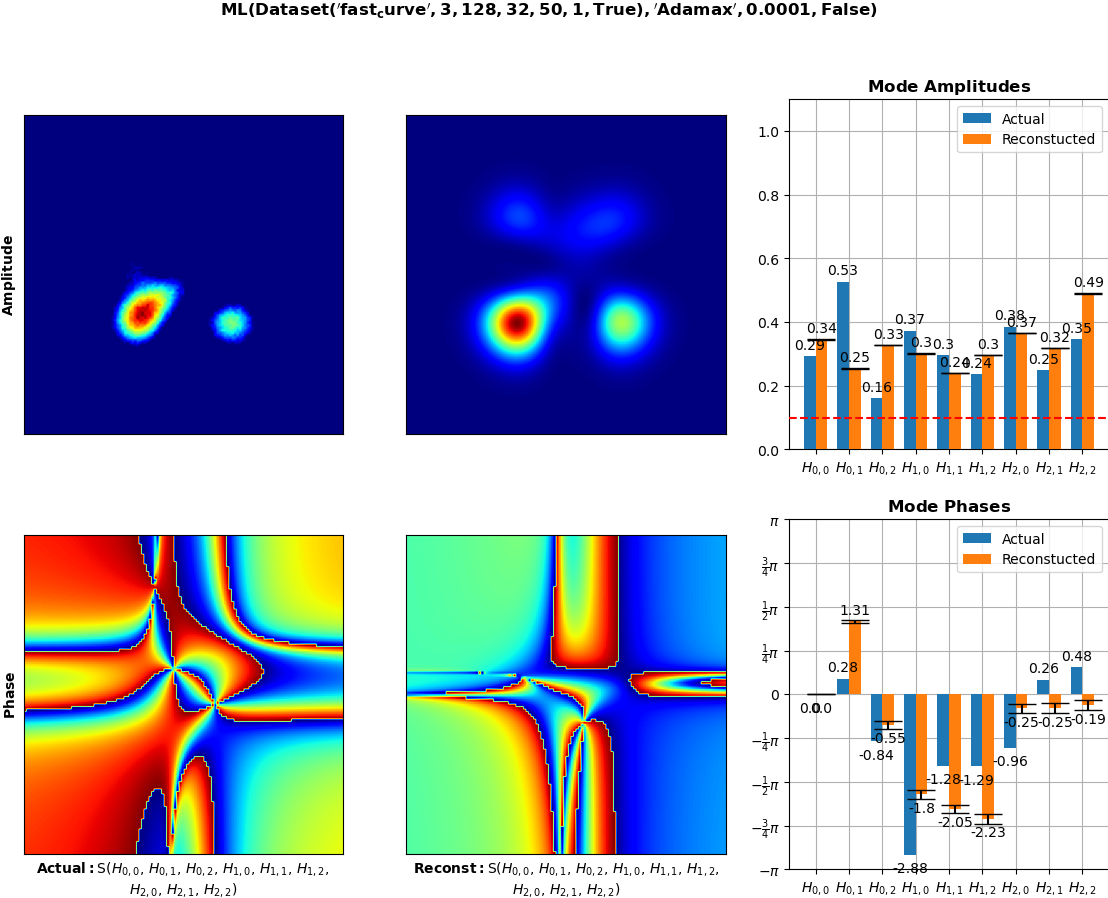 ML(Dataset('fast_curve', 3, 128, 32, 50, 1, True), 'Adamax', 0.0001, False)
Amplitude
Mode Amplitudes
Actual
Reconstucted
1.0
0.8
0.6
0.4
0.2
0.0
0.29 0.34 0.53 0.25 0.16 0.33 0.37 0.3 0.3 0.24 0.24 0.3 0.38 0.37 0.25 0.32 0.35 0.49
H0,0 H0,1 H0,2 H1,0 H1,1 H1,2 H2,0 H2,1 H2,2
Phase
Actual: S(H0,0, H0,1, H0,2, H1,0, H1,1, H1,2,
H2,0, H2,1, H2,2)
Reconst: S(H0,0, H0,1, H0,2, H1,0, H1,1, H1,2,
H2,0, H2,1, H2,2)
Mode Phases
Actual
Reconstucted
π
3/4π
1/2π
1/4π
0
−1/4π
−1/2π
−3/4π
−π
0.0 0.0 0.28 1.31 -0.84 -0.55 -2.88 -1.8 -1.28 -2.05 -1.29 -2.23 -0.96 -0.25 0.26 -0.25 0.48 -0.19
H0,0 H0,1 H0,2 H1,0 H1,1 H1,2 H2,0 H2,1 H2,2